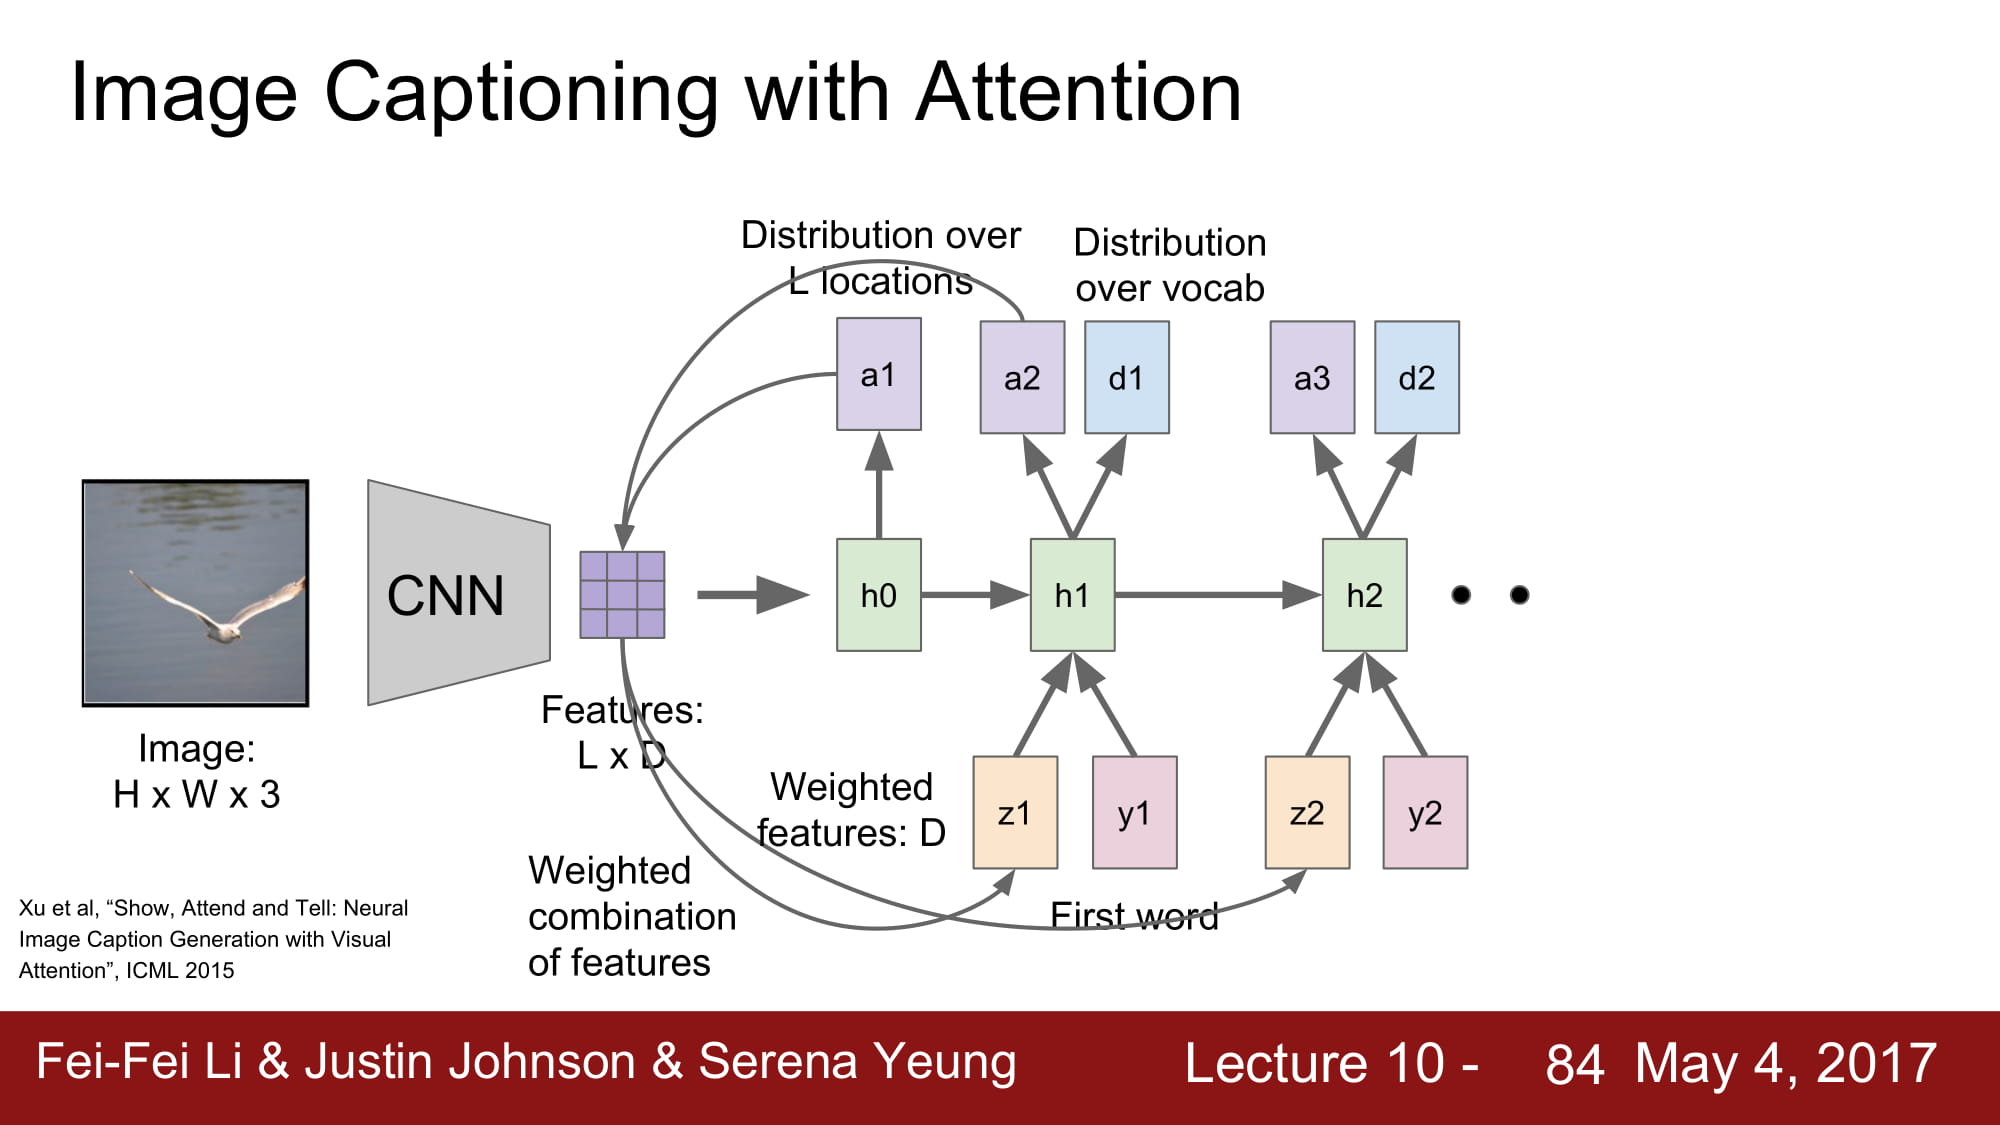 Image Captioning with Attention
Distribution over
L locations
Distribution
over vocab
a1
a2
d1
a3
d2
CNN
h0
h1
h2
Features:
L x D
Image:
H x W x 3
Weighted
features: D
z1
y1
z2
y2
Weighted
combination
of features
First word
Xu et al, “Show, Attend and Tell: Neural
Image Caption Generation with Visual
Attention”, ICML 2015
Fei-Fei Li & Justin Johnson & Serena Yeung
Lecture 10 - 84 May 4, 2017